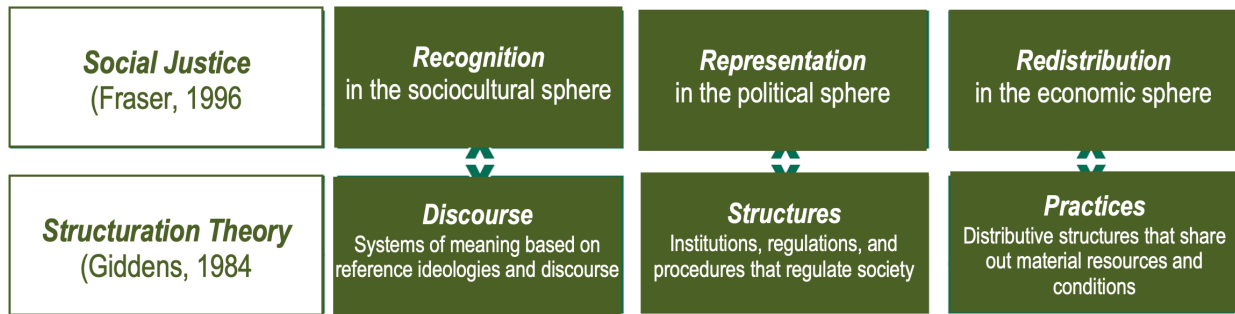 Social Justice
(Fraser, 1996
Recognition
in the sociocultural sphere
Representation
in the political sphere
Redistribution
in the economic sphere
Structuration Theory
(Giddens, 1984
Discourse
Systems of meaning based on
reference ideologies and discourse
Structures
Institutions, regulations, and
procedures that regulate society
Practices
Distributive structures that share
out material resources and
conditions